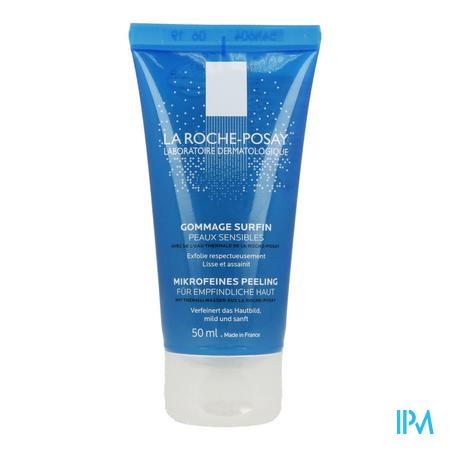 LA ROCHE-POSAY
LABORATOIRE DERMATOLOGIQUE
GOMMAGE SURFIN
PEAUX SENSIBLES
AVEC DE L'EAU THERMALE DE LA ROCHE-POSAY
Exfolie respectueusement
Lisse et assainit
MIKROFEINES PEELING
FÜR EMPFINDLICHE HAUT
MIT THERMALWASSER AUS LA ROCHE-POSAY
Verfeinert das Hautbild,
mild und sanft
50 ml. Made in France
IPM